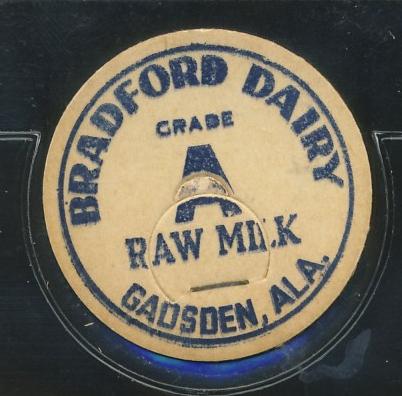 BRADFORD DAIRY
GRADE
A
RAW MILK
GADSDEN, ALA.